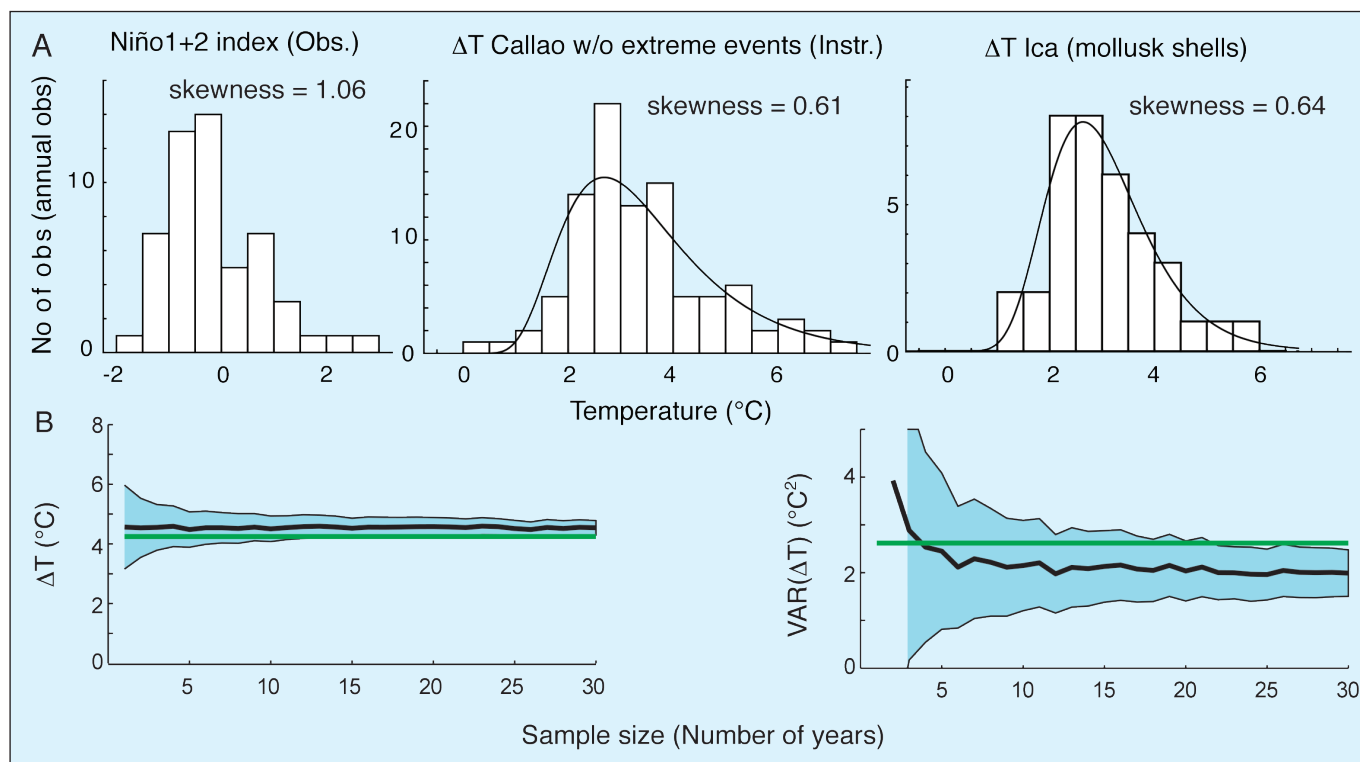 A
Niño1+2 index (Obs.)
ΔT Callao w/o extreme events (Instr.)
ΔT Ica (mollusk shells)
skewness = 1.06
skewness = 0.61
skewness = 0.64
No of obs (annual obs)
10
0
-2 0 2
20
10
0
0 2 4 6
5
0
0 2 4 6
Temperature (°C)
B
ΔT (°C)
8
6
4
2
0
5 10 15 20 25 30
VAR(ΔT) (°C²)
4
2
0
5 10 15 20 25 30
Sample size (Number of years)